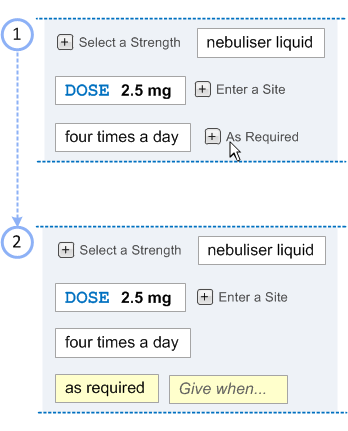 1
+ Select a Strength nebuliser liquid
DOSE 2.5 mg + Enter a Site
four times a day + As Required
2
+ Select a Strength nebuliser liquid
DOSE 2.5 mg + Enter a Site
four times a day
as required Give when...